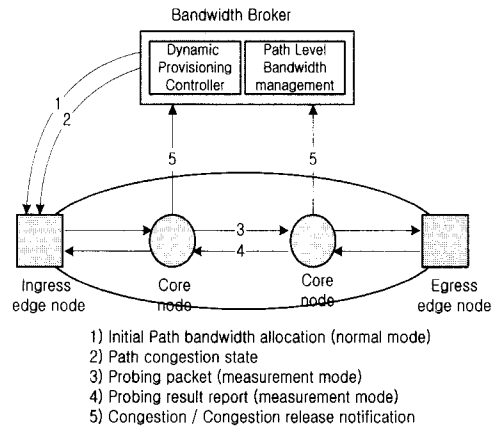 Bandwidth Broker
Dynamic
Provisioning
Controller
Path Level
Bandwidth
management
1
2
5
5
3
4
Ingress
edge node
Core
node
Core
node
Egress
edge node
1) Initial Path bandwidth allocation (normal mode)
2) Path congestion state
3) Probing packet (measurement mode)
4) Probing result report (measurement mode)
5) Congestion / Congestion release notification